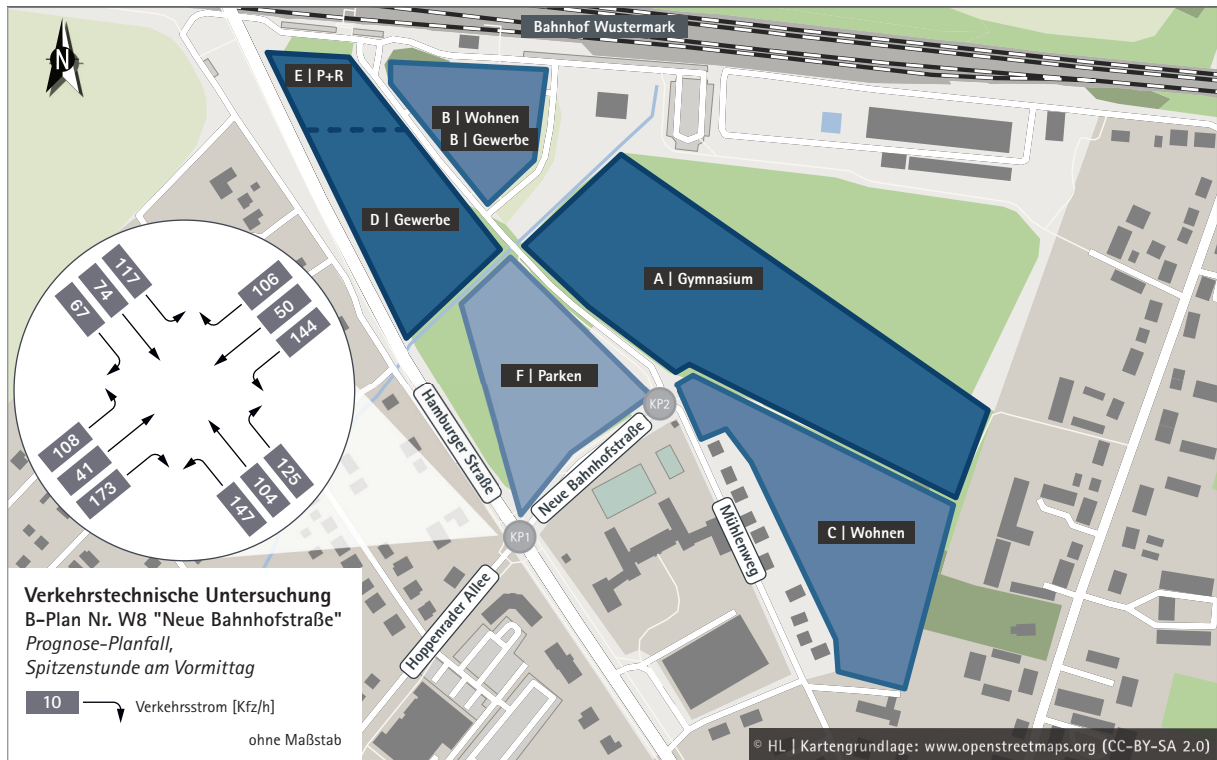 Bahnhof Wustermark
N
E | P+R
B | Wohnen
B | Gewerbe
D | Gewerbe
A | Gymnasium
F | Parken
C | Wohnen
KP2
KP1
Hamburger Straße
Neue Bahnhofstraße
Mühlenweg
Hoppenrader Allee
117
74
67
106
50
144
108
41
173
125
104
147
Verkehrstechnische Untersuchung
B-Plan Nr. W8 "Neue Bahnhofstraße"
Prognose-Planfall,
Spitzenstunde am Vormittag
10 Verkehrsstrom [Kfz/h]
ohne Maßstab
© HL | Kartengrundlage: www.openstreetmaps.org (CC-BY-SA 2.0)